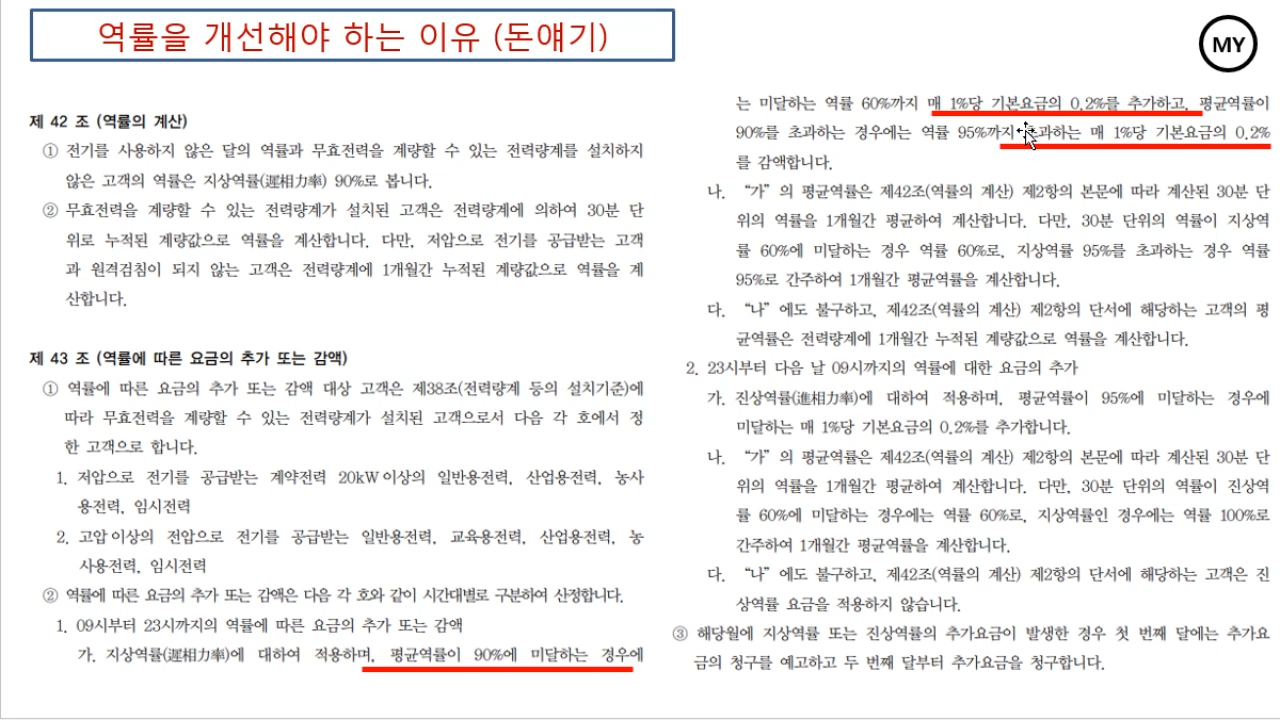 역률을 개선해야 하는 이유 (돈얘기)
MY
제 42 조 (역률의 계산)
① 전기를 사용하지 않은 달의 역률과 무효전력을 계량할 수 있는 전력량계를 설치하지
않은 고객의 역률은 지상역률(遲相力率) 90%로 봅니다.
② 무효전력을 계량할 수 있는 전력량계가 설치된 고객은 전력량계에 의하여 30분 단
위로 누적된 계량값으로 역률을 계산합니다. 다만, 저압으로 전기를 공급받는 고객
과 원격검침이 되지 않는 고객은 전력량계에 1개월간 누적된 계량값으로 역률을 계
산합니다.
제 43 조 (역률에 따른 요금의 추가 또는 감액)
① 역률에 따른 요금의 추가 또는 감액 대상 고객은 제38조(전력량계 등의 설치기준)에
따라 무효전력을 계량할 수 있는 전력량계가 설치된 고객으로서 다음 각 호에서 정
한 고객으로 합니다.
1. 저압으로 전기를 공급받는 계약전력 20kW이상의 일반용전력, 산업용전력, 농사
용전력, 임시전력
2. 고압이상의 전압으로 전기를 공급받는 일반용전력, 교육용전력, 산업용전력, 농
사용전력, 임시전력
② 역률에 따른 요금의 추가 또는 감액은 다음 각 호와 같이 시간대별로 구분하여 산정합니다.
1. 09시부터 23시까지의 역률에 따른 요금의 추가 또는 감액
가. 지상역률(遲相力率)에 대하여 적용하며, 평균역률이 90%에 미달하는 경우에
는 미달하는 역률 60%까지 매 1%당 기본요금의 0.2%를 추가하고, 평균역률이
90%를 초과하는 경우에는 역률 95%까지 초과하는 매 1%당 기본요금의 0.2%
를 감액합니다.
나. “가”의 평균역률은 제42조(역률의 계산) 제2항의 본문에 따라 계산된 30분 단
위의 역률을 1개월간 평균하여 계산합니다. 다만, 30분 단위의 역률이 지상역
률 60%에 미달하는 경우 역률 60%로, 지상역률 95%를 초과하는 경우 역률
95%로 간주하여 1개월간 평균역률을 계산합니다.
다. “나”에도 불구하고, 제42조(역률의 계산) 제2항의 단서에 해당하는 고객의 평
균역률은 전력량계에 1개월간 누적된 계량값으로 역률을 계산합니다.
2. 23시부터 다음 날 09시까지의 역률에 대한 요금의 추가
가. 진상역률(進相力率)에 대하여 적용하며, 평균역률이 95%에 미달하는 경우에
미달하는 매 1%당 기본요금의 0.2%를 추가합니다.
나. “가”의 평균역률은 제42조(역률의 계산) 제2항의 본문에 따라 계산된 30분 단
위의 역률을 1개월간 평균하여 계산합니다. 다만, 30분 단위의 역률이 진상역
률 60%에 미달하는 경우에는 역률 60%로, 지상역률인 경우에는 역률 100%로
간주하여 1개월간 평균역률을 계산합니다.
다. “나”에도 불구하고, 제42조(역률의 계산) 제2항의 단서에 해당하는 고객은 진
상역률 요금을 적용하지 않습니다.
③ 해당월에 지상역률 또는 진상역률의 추가요금이 발생한 경우 첫 번째 달에는 추가요
금의 청구를 예고하고 두 번째 달부터 추가요금을 청구합니다.